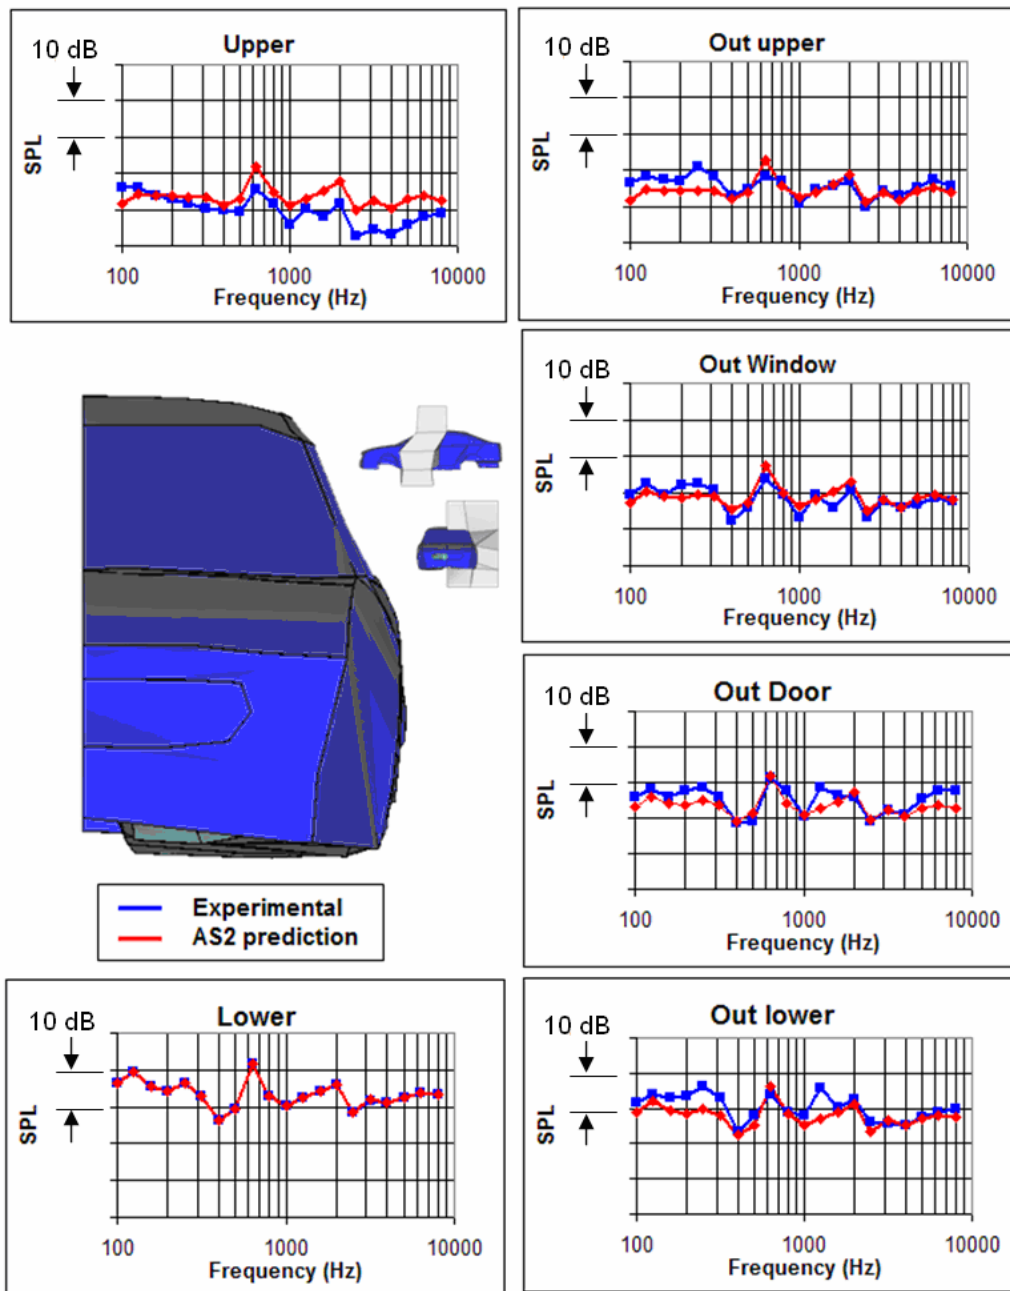 Upper
10 dB
SPL
100 1000 10000
Frequency (Hz)
Out upper
10 dB
SPL
100 1000 10000
Frequency (Hz)
Out Window
10 dB
SPL
100 1000 10000
Frequency (Hz)
Out Door
10 dB
SPL
100 1000 10000
Frequency (Hz)
Experimental
AS2 prediction
Lower
10 dB
SPL
100 1000 10000
Frequency (Hz)
Out lower
10 dB
SPL
100 1000 10000
Frequency (Hz)